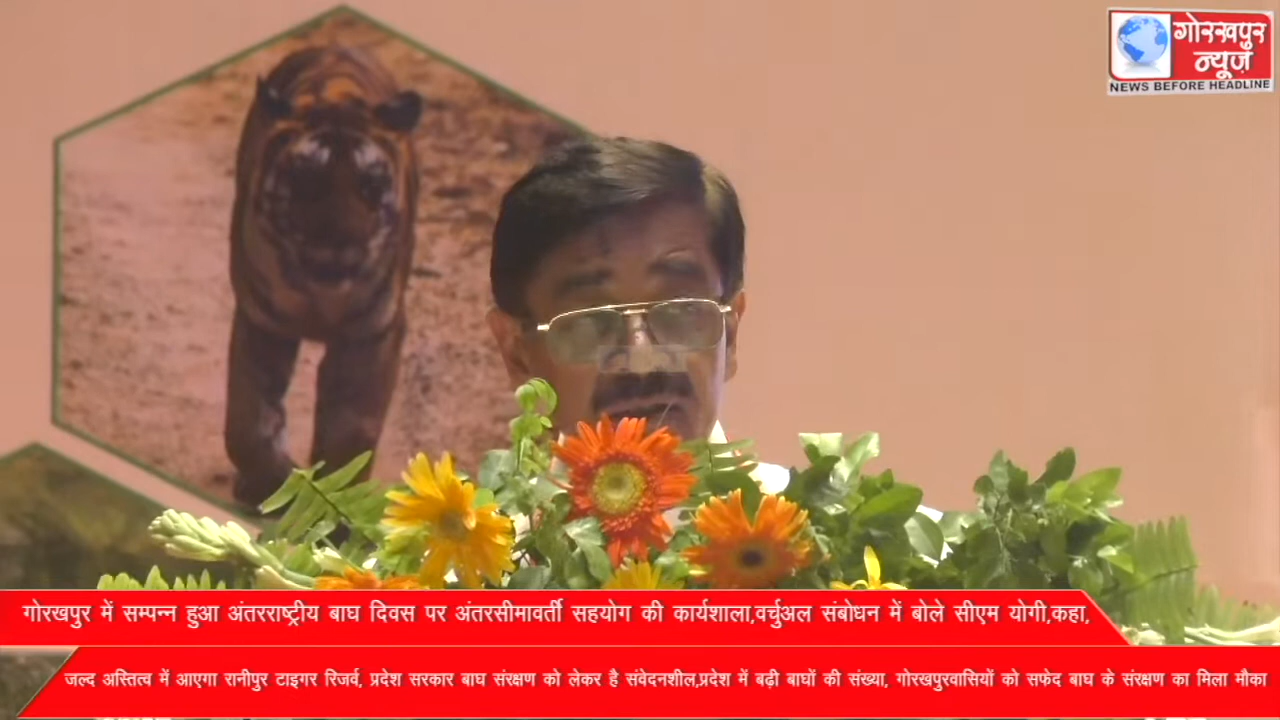 गोरखपुर
न्यूज़
NEWS BEFORE HEADLINE
गोरखपुर में सम्पन्न हुआ अंतरराष्ट्रीय बाघ दिवस पर अंतरसीमावर्ती सहयोग की कार्यशाला,वर्चुअल संबोधन में बोले सीएम योगी,कहा,
जल्द अस्तित्व में आएगा रानीपुर टाइगर रिजर्व, प्रदेश सरकार बाघ संरक्षण को लेकर है संवेदनशील,प्रदेश में बढ़ी बाघों की संख्या, गोरखपुरवासियों को सफेद बाघ के संरक्षण का मिला मौका